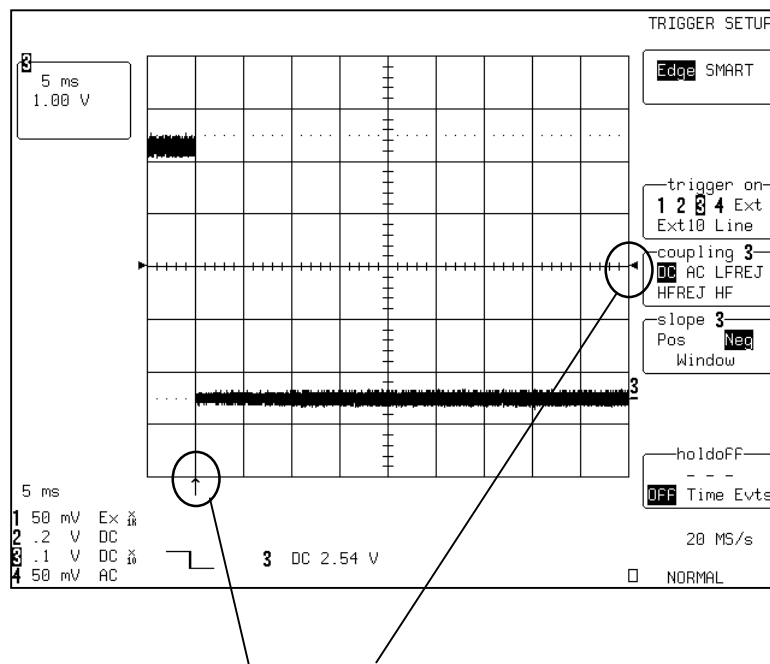 TRIGGER SETUP
3
5 ms
1.00 V
Edge SMART
trigger on
1 2 3 4 Ext
Ext10 Line
coupling 3
DC AC LFREJ
HFREJ HF
slope 3
Pos Neg
Window
3
holdoff
- - -
OFF Time Evts
5 ms
1 50 mV Ex
2 .2 V DC
3 .1 V DC X10
4 50 mV AC
3 DC 2.54 V
20 MS/s
NORMAL